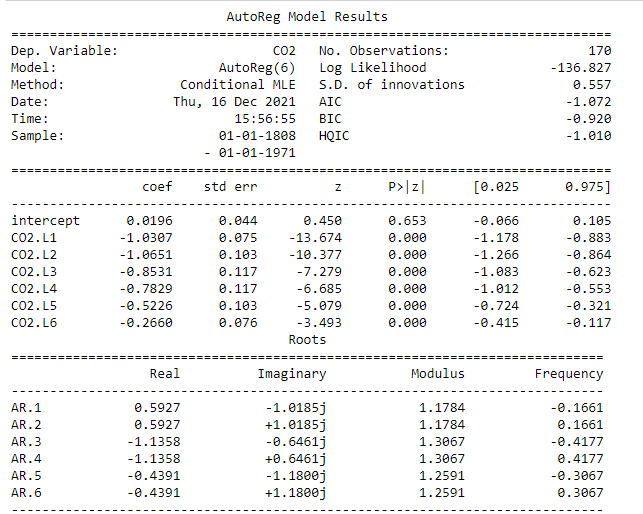 AutoReg Model Results
==============================================================================
Dep. Variable:                    CO2   No. Observations:                  170
Model:                     AutoReg(6)   Log Likelihood                -136.827
Method:               Conditional MLE   S.D. of innovations              0.557
Date:                Thu, 16 Dec 2021   AIC                             -1.072
Time:                        15:56:55   BIC                             -0.920
Sample:                    01-01-1808   HQIC                            -1.010
                         - 01-01-1971
==============================================================================
                 coef    std err          z      P>|z|      [0.025      0.975]
------------------------------------------------------------------------------
intercept      0.0196      0.044      0.450      0.653      -0.066       0.105
CO2.L1        -1.0307      0.075    -13.674      0.000      -1.178      -0.883
CO2.L2        -1.0651      0.103    -10.377      0.000      -1.266      -0.864
CO2.L3        -0.8531      0.117     -7.279      0.000      -1.083      -0.623
CO2.L4        -0.7829      0.117     -6.685      0.000      -1.012      -0.553
CO2.L5        -0.5226      0.103     -5.079      0.000      -0.724      -0.321
CO2.L6        -0.2660      0.076     -3.493      0.000      -0.415      -0.117
                                    Roots
=============================================================================
                  Real          Imaginary           Modulus         Frequency
-----------------------------------------------------------------------------
AR.1            0.5927           -1.0185j            1.1784           -0.1661
AR.2            0.5927           +1.0185j            1.1784            0.1661
AR.3           -1.1358           -0.6461j            1.3067           -0.4177
AR.4           -1.1358           +0.6461j            1.3067            0.4177
AR.5           -0.4391           -1.1800j            1.2591           -0.3067
AR.6           -0.4391           +1.1800j            1.2591            0.3067
-----------------------------------------------------------------------------